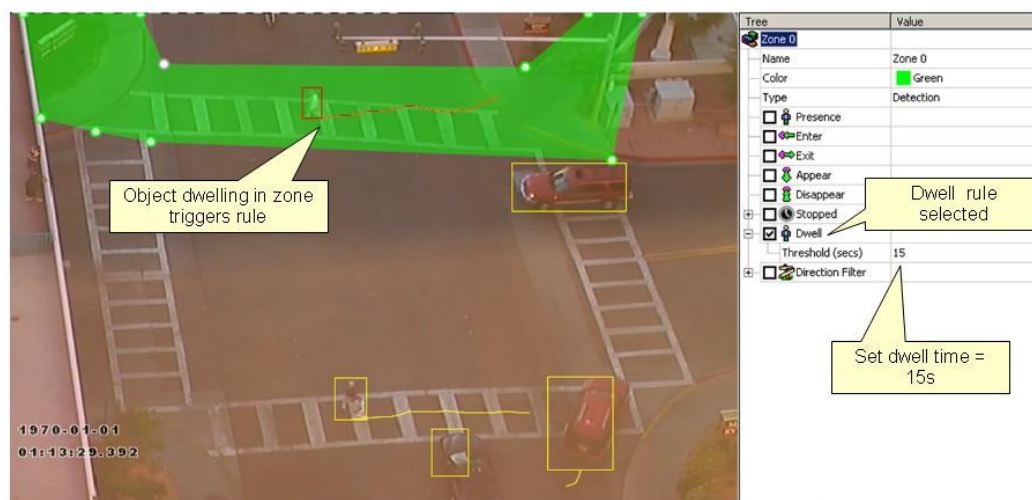 Tree Value
Zone 0
Name Zone 0
Color Green
Type Detection
Presence
Enter
Exit
Appear
Disappear
Stopped
Dwell
Threshold (secs) 15
Direction Filter
Object dwelling in zone
triggers rule
Dwell rule
selected
Set dwell time =
15s
1970-01-01
01:13:29.392